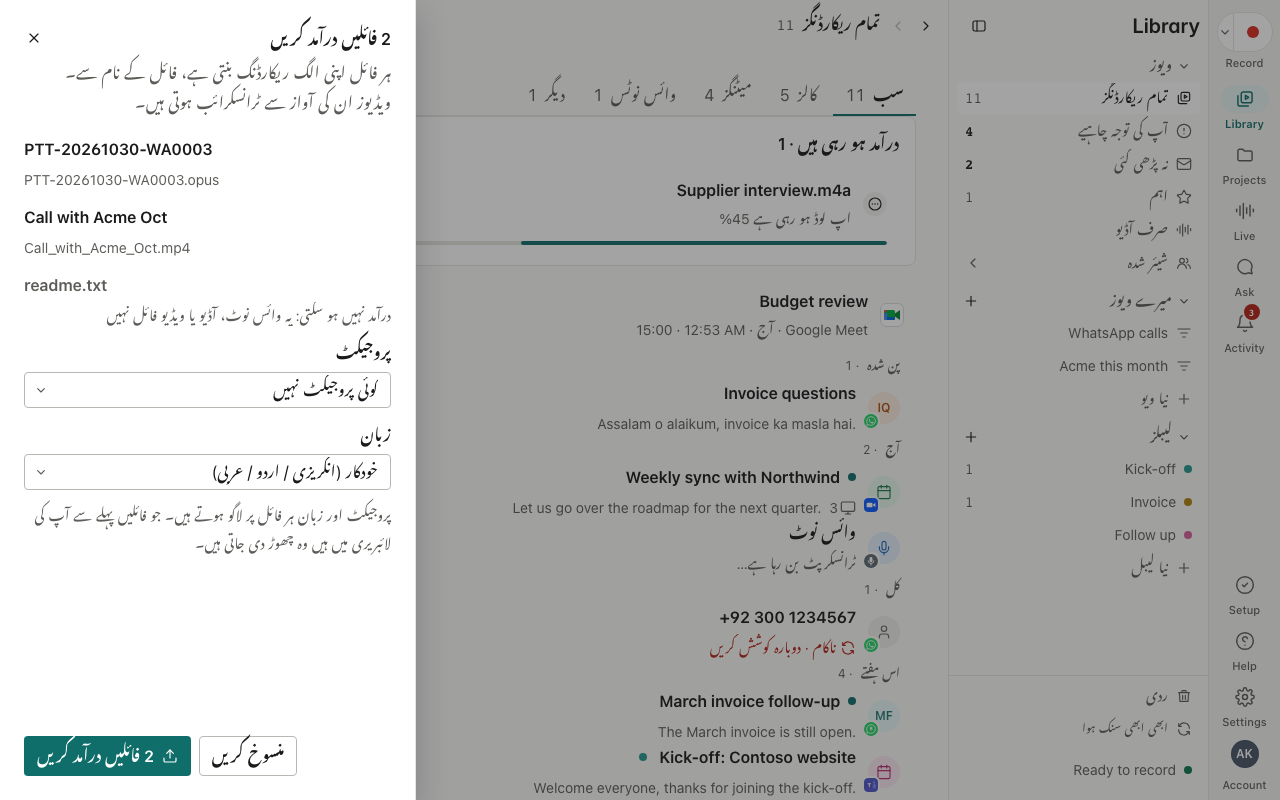 Record
Library
Projects
Live
Ask
3
Activity
Setup
Help
Settings
AK
Account
Library
ویوز
تمام ریکارڈنگز 11
آپ کی توجہ چاہیے 4
نہ پڑھی گئی 2
اہم 1
صرف آڈیو
شیئر شدہ
میرے ویوز
WhatsApp calls
Acme this month
نیا ویو
لیبلز
Kick-off 1
Invoice 1
Follow up
نیا لیبل
ردی
ابھی ابھی سنک ہوا
Ready to record
تمام ریکارڈنگز 11
سب 11 کالز 5 میٹنگز 4 وائس نوٹس 1 دیگر 1
درآمد ہو رہی ہیں · 1
Supplier interview.m4a
اپ لوڈ ہو رہی ہے 45%
Budget review
Google Meet · آج · 12:53 AM · 15:00
پن شدہ · 1
IQ
Invoice questions
Assalam o alaikum, invoice ka masla hai.
آج · 2
Weekly sync with Northwind
Let us go over the roadmap for the next quarter. 3
وائس نوٹ
ٹرانسکرپٹ بن رہا ہے...
کل · 1
+92 300 1234567
ناکام · دوبارہ کوشش کریں
اس ہفتے · 4
MF
March invoice follow-up
The March invoice is still open.
Kick-off: Contoso website
Welcome everyone, thanks for joining the kick-off.
2 فائلیں درآمد کریں
ہر فائل اپنی الگ ریکارڈنگ بنتی ہے، فائل کے نام سے۔
ویڈیوز ان کی آواز سے ٹرانسکرائب ہوتی ہیں۔
PTT-20261030-WA0003
PTT-20261030-WA0003.opus
Call with Acme Oct
Call_with_Acme_Oct.mp4
readme.txt
درآمد نہیں ہو سکتی: یہ وائس نوٹ، آڈیو یا ویڈیو فائل نہیں
پروجیکٹ
کوئی پروجیکٹ نہیں
زبان
خودکار (انگریزی / اردو / عربی)
پروجیکٹ اور زبان ہر فائل پر لاگو ہوتے ہیں۔ جو فائلیں پہلے سے آپ کی
لائبریری میں ہیں وہ چھوڑ دی جاتی ہیں۔
منسوخ کریں
2 فائلیں درآمد کریں